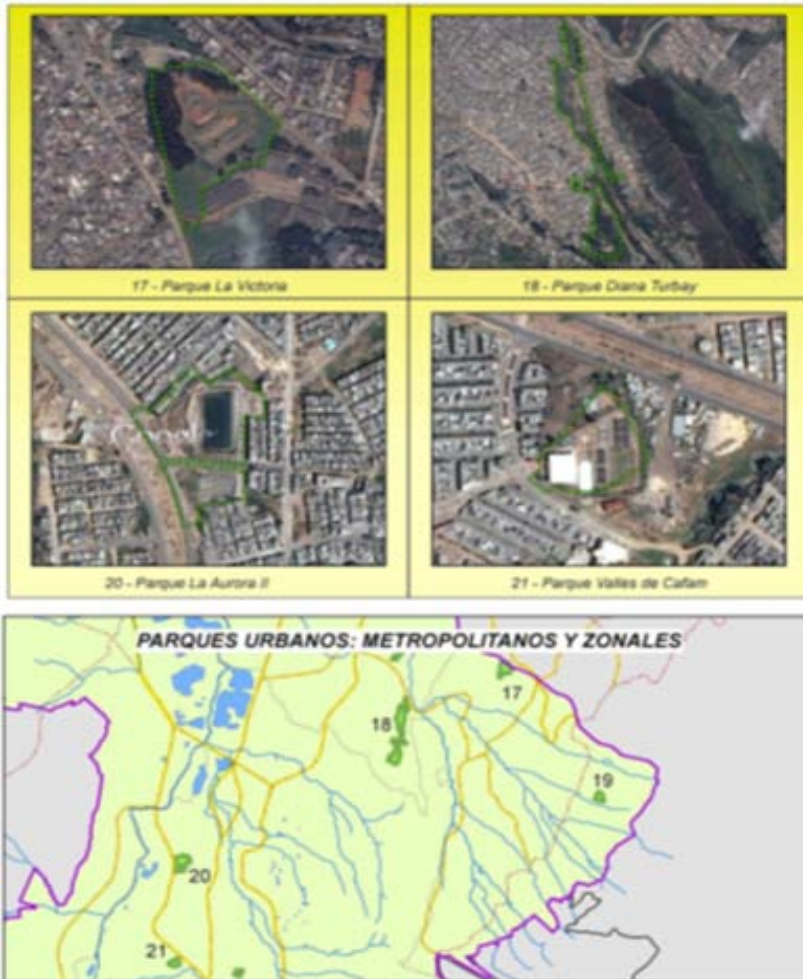 17 - Parque La Victoria
18 - Parque Diana Turbay
Google
20 - Parque La Aurora II
21 - Parque Valles de Cafam
PARQUES URBANOS: METROPOLITANOS Y ZONALES
17
18
19
20
21